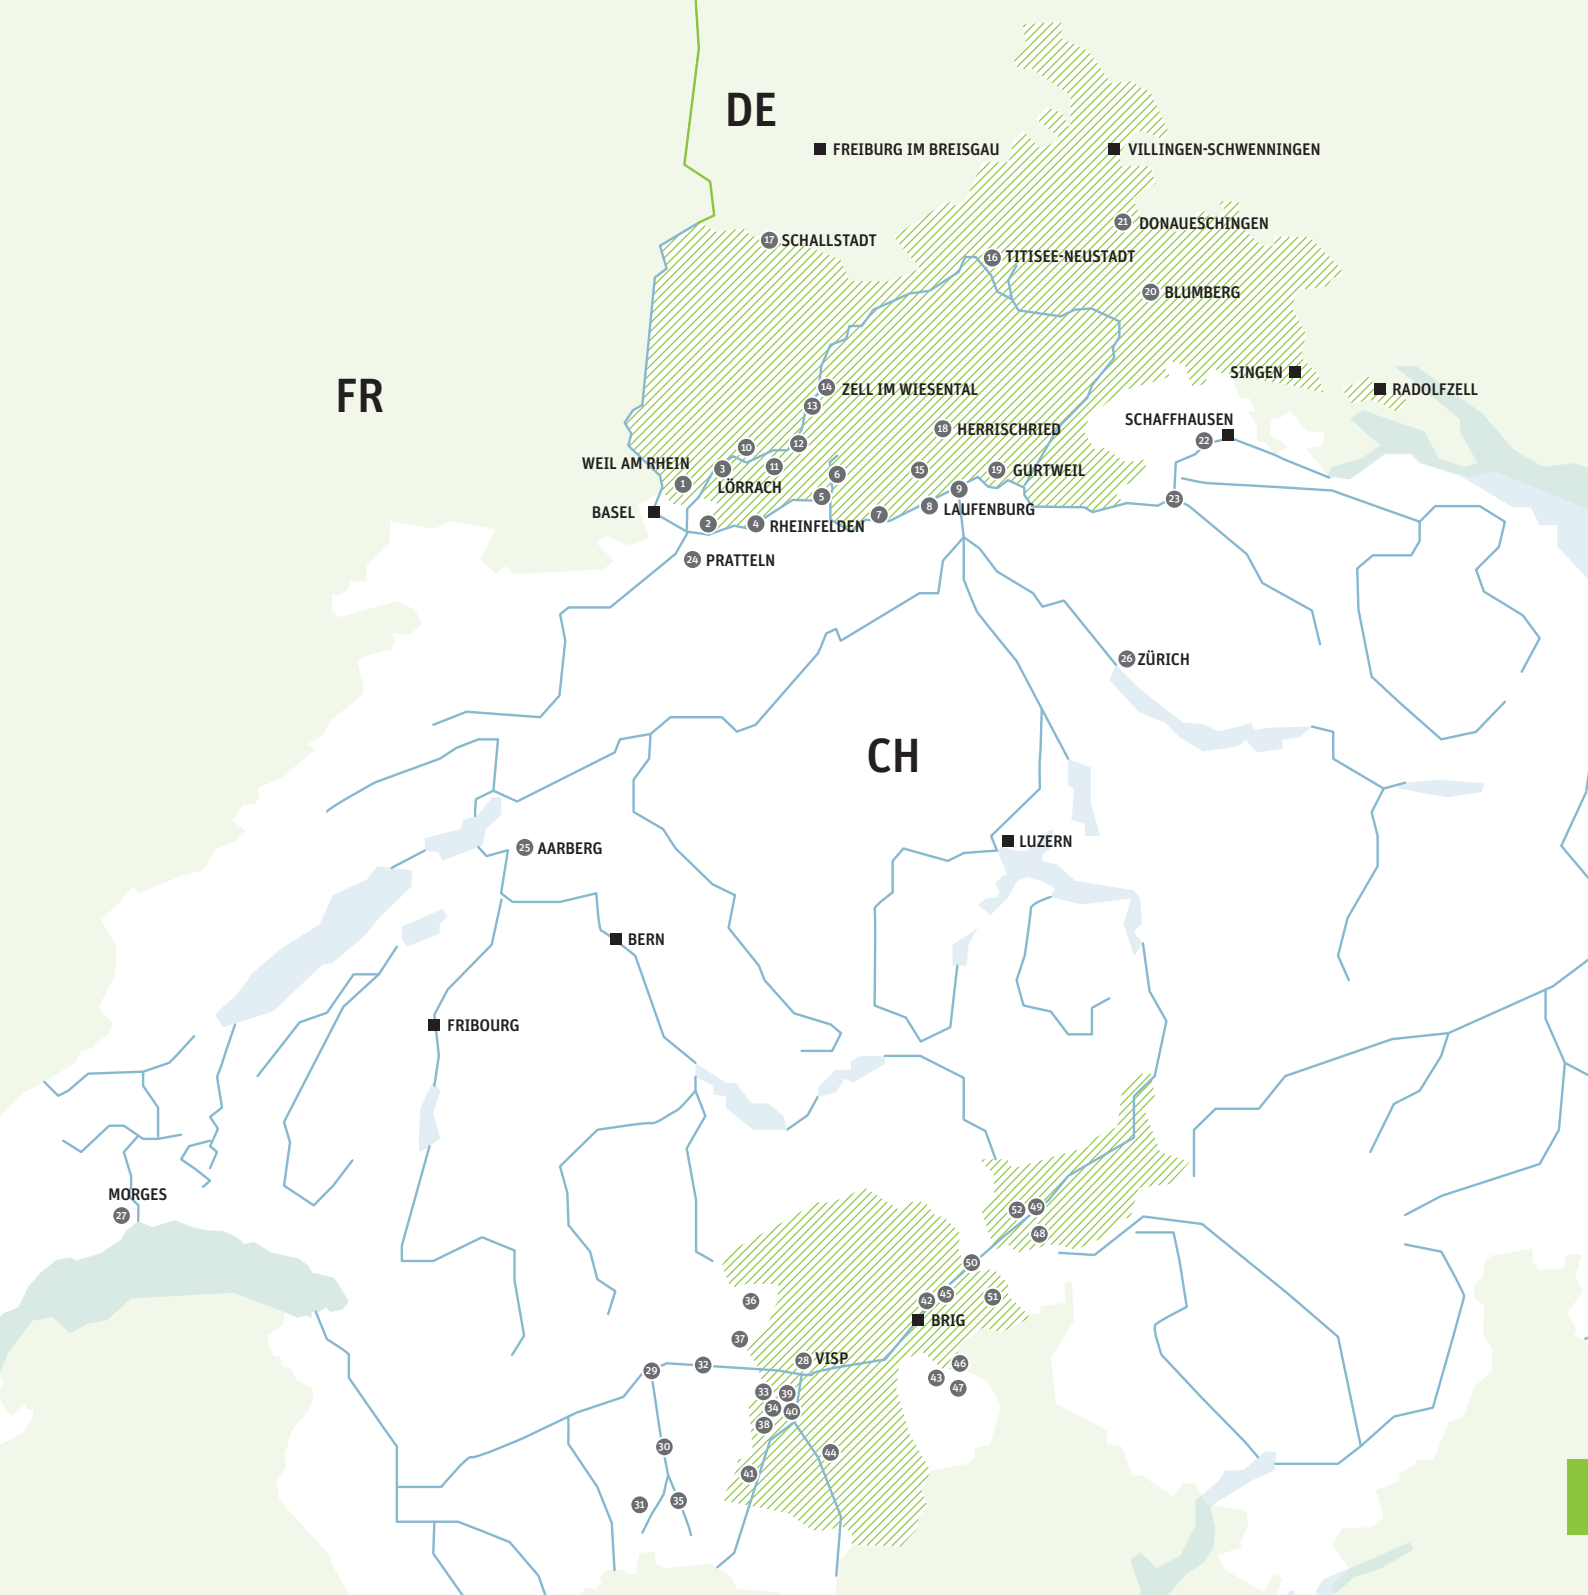 DE
FREIBURG IM BREISGAU
VILLINGEN-SCHWENNINGEN
21 DONAUESCHINGEN
17 SCHALLSTADT
16 TITISEE-NEUSTADT
20 BLUMBERG
FR
SINGEN
RADOLFZELL
14 ZELL IM WIESENTAL
13
SCHAFFHAUSEN
22
18 HERRISCHRIED
12
10
WEIL AM RHEIN
1
3
11
LÖRRACH
6
15
19 GURTWEIL
9
5
23
BASEL
2
4 RHEINFELDEN
7
8 LAUFENBURG
24 PRATTELN
26 ZÜRICH
CH
LUZERN
25 AARBERG
BERN
FRIBOURG
MORGES
27
52
49
48
50
36
42
45
51
BRIG
37
28 VISP
29
32
46
43
47
33
39
34
40
38
30
44
41
31
35